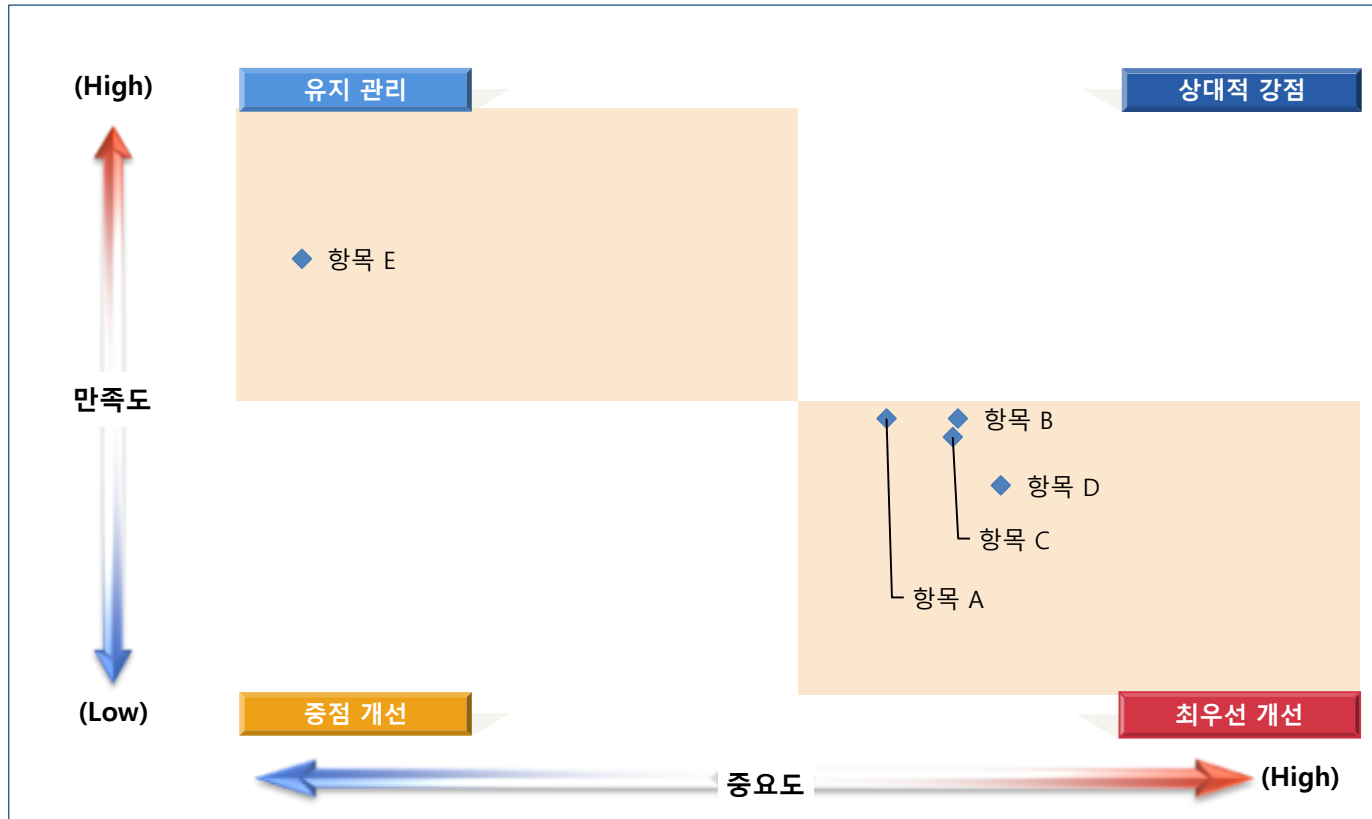 (High)
유지 관리
상대적 강점
항목 E
만족도
항목 B
항목 D
항목 C
항목 A
(Low)
중점 개선
최우선 개선
중요도
(High)